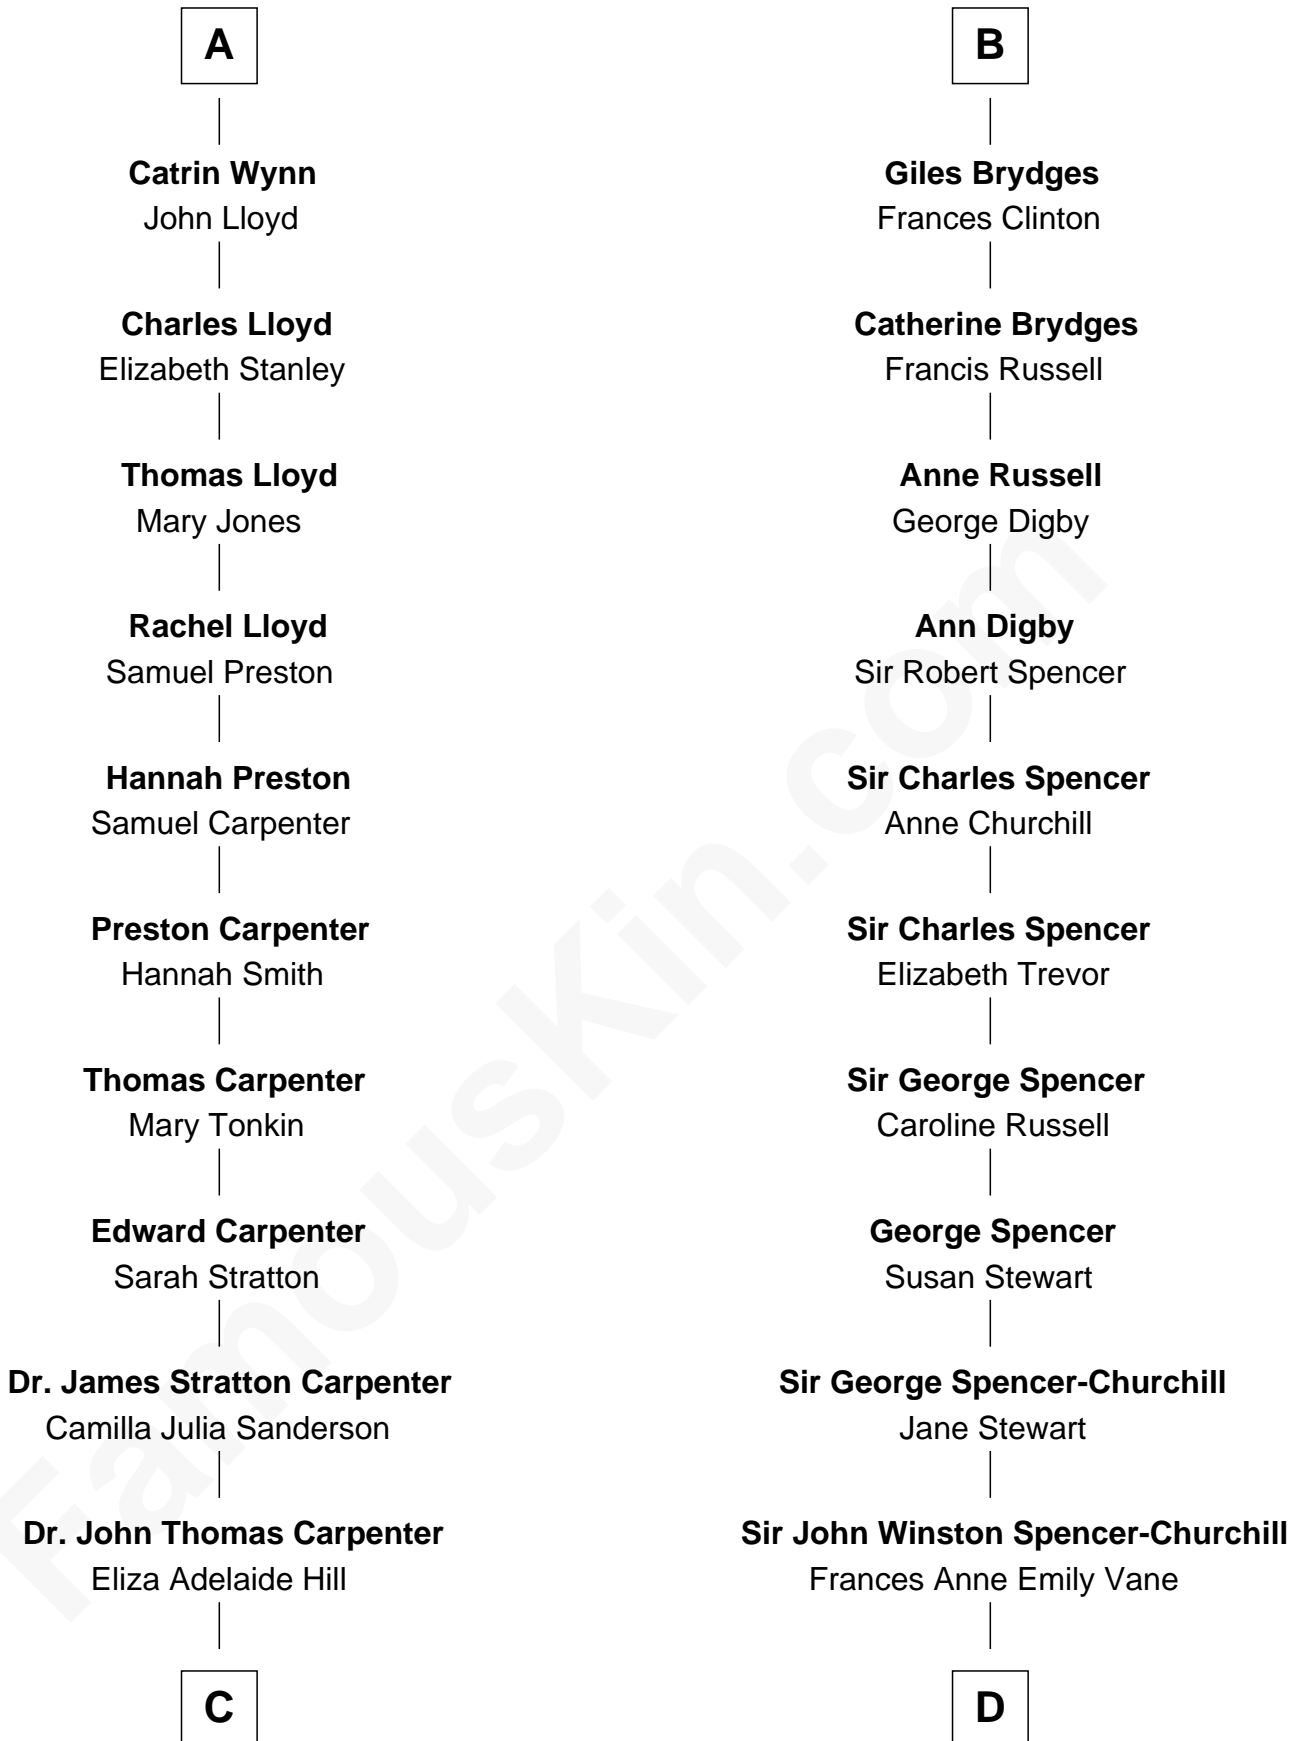 A
Catrin Wynn
John Lloyd
Charles Lloyd
Elizabeth Stanley
Thomas Lloyd
Mary Jones
Rachel Lloyd
Samuel Preston
Hannah Preston
Samuel Carpenter
Preston Carpenter
Hannah Smith
Thomas Carpenter
Mary Tonkin
Edward Carpenter
Sarah Stratton
Dr. James Stratton Carpenter
Camilla Julia Sanderson
Dr. John Thomas Carpenter
Eliza Adelaide Hill
C
B
Giles Brydges
Frances Clinton
Catherine Brydges
Francis Russell
Anne Russell
George Digby
Ann Digby
Sir Robert Spencer
Sir Charles Spencer
Anne Churchill
Sir Charles Spencer
Elizabeth Trevor
Sir George Spencer
Caroline Russell
George Spencer
Susan Stewart
Sir George Spencer-Churchill
Jane Stewart
Sir John Winston Spencer-Churchill
Frances Anne Emily Vane
D
FamousKin.com